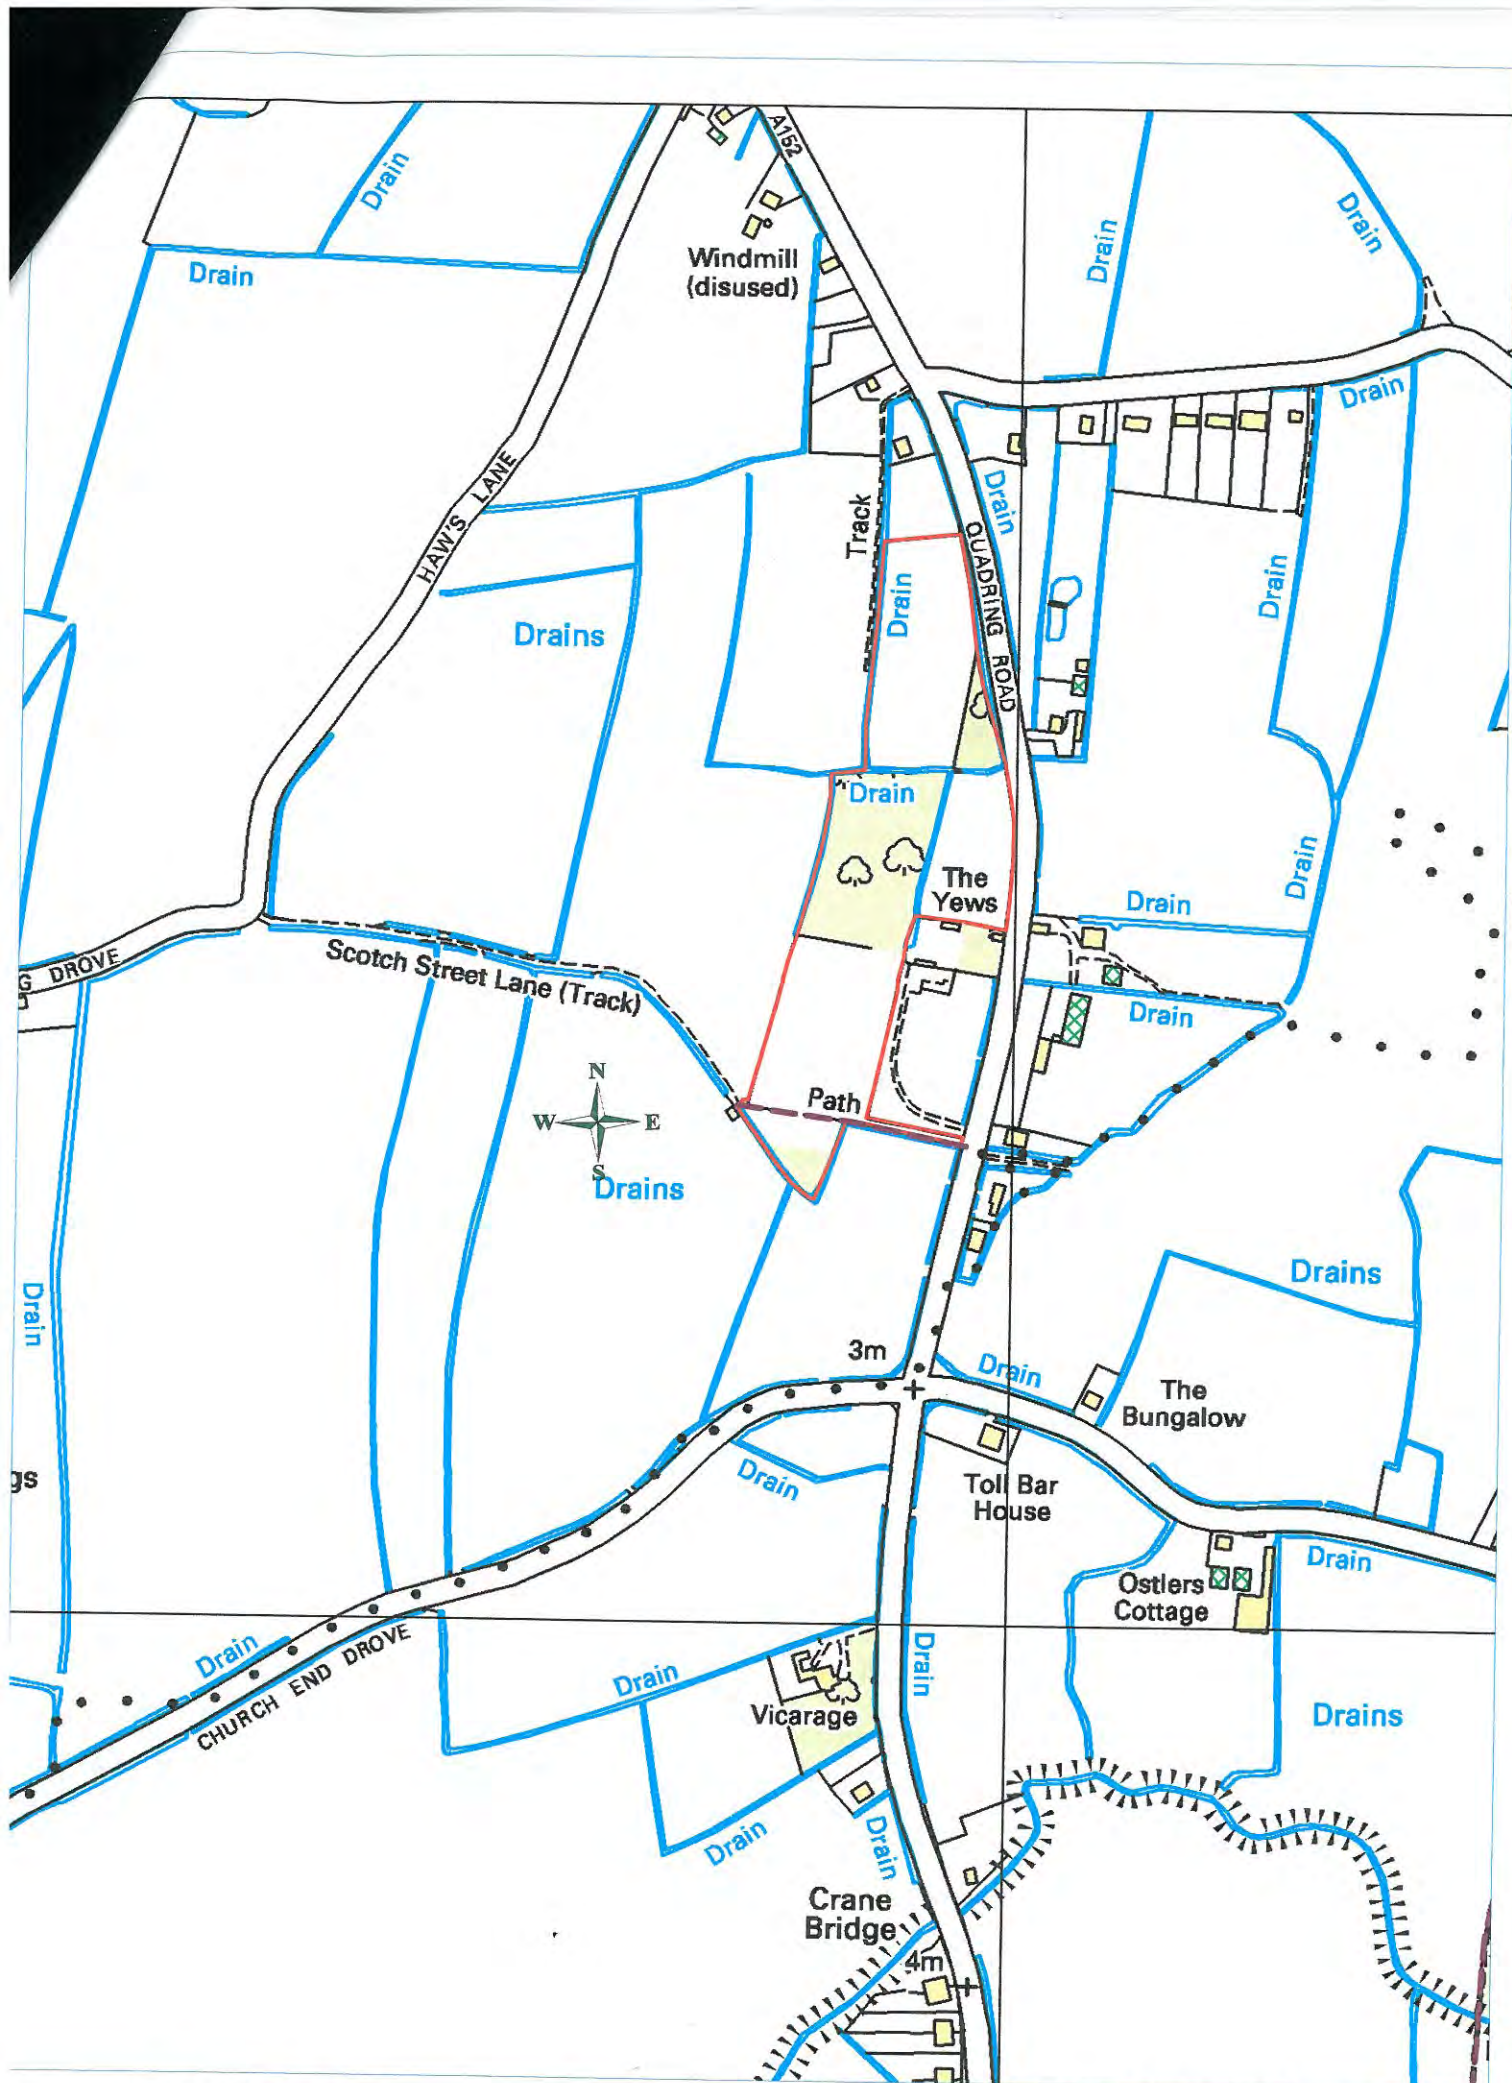 A152
Drain
Drain
Drain
Drain
Windmill
(disused)
Drain
HAW'S LANE
Track
Drain
QUADRING ROAD
Drain
Drain
Drains
Drain
The
Yews
Drain
Drain
G DROVE
Scotch Street Lane (Track)
Drain
N
W
E
S
Path
Drains
Drain
Drains
3m
Drain
The
Bungalow
gs
Drain
Toll Bar
House
Drain
Ostlers
Cottage
Drain
CHURCH END DROVE
Drain
Drain
Vicarage
Drains
Drain
Drain
Crane
Bridge
4m